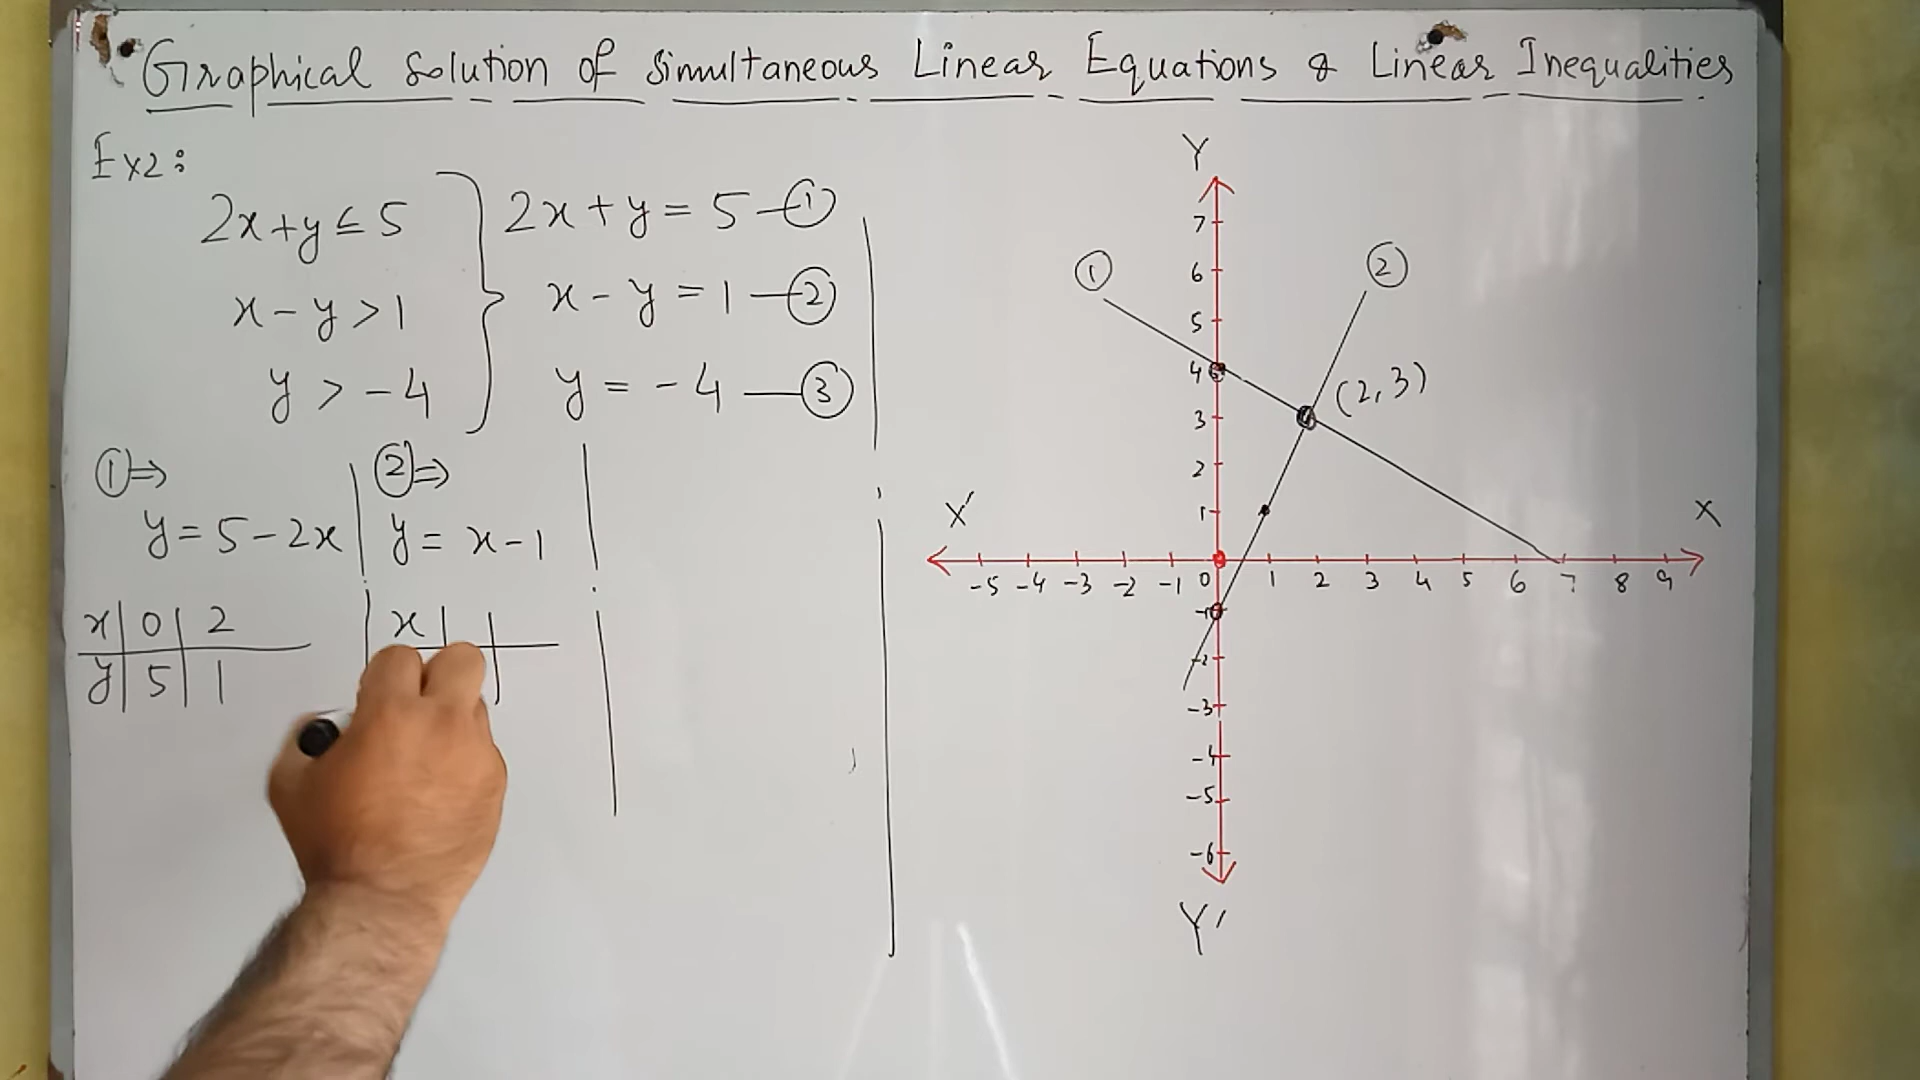 Graphical Solution of Simultaneous Linear Equations & Linear Inequalities
Ex2:
2x+y≤5
x-y>1
y>-4
2x+y=5 —①
x-y=1 —②
y=-4 —③
①⇒
y=5-2x
x | 0 | 2
y | 5 | 1
②⇒
y=x-1
x
Y
7
① 6 ②
5
4
(2,3)
3
2
1
X' X
-5 -4 -3 -2 -1 0 1 2 3 4 5 6 7 8 9
-1
-2
-3
-4
-5
-6
Y'